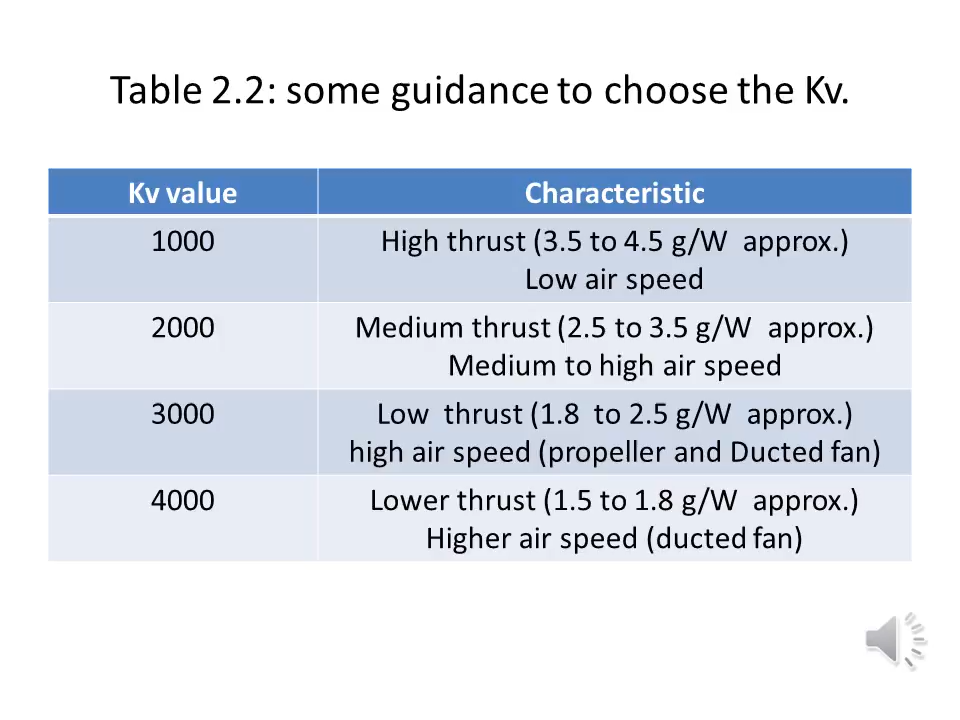 Table 2.2: some guidance to choose the Kv.
Kv value Characteristic
1000 High thrust (3.5 to 4.5 g/W approx.)
Low air speed
2000 Medium thrust (2.5 to 3.5 g/W approx.)
Medium to high air speed
3000 Low thrust (1.8 to 2.5 g/W approx.)
high air speed (propeller and Ducted fan)
4000 Lower thrust (1.5 to 1.8 g/W approx.)
Higher air speed (ducted fan)